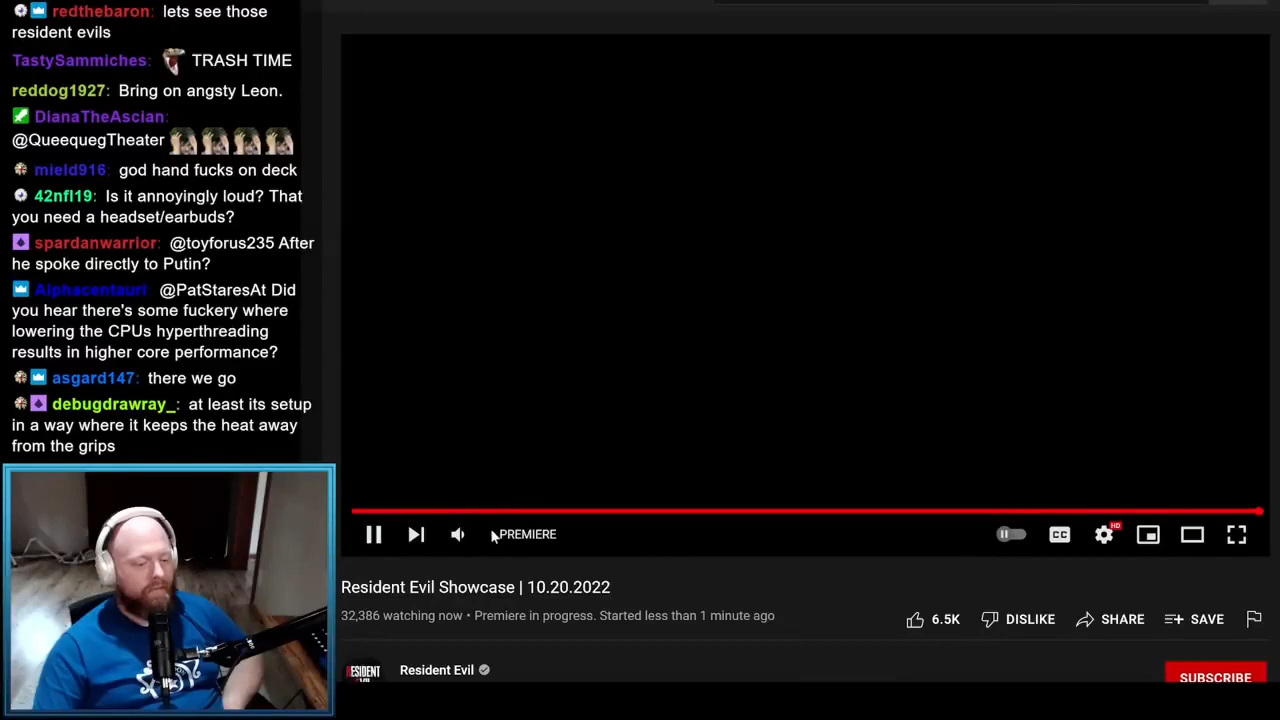 redthebaron: lets see those
resident evils
TastySammiches: TRASH TIME
reddog1927: Bring on angsty Leon.
DianaTheAscian:
@QueequegTheater
mield916: god hand fucks on deck
42nfl19: Is it annoyingly loud? That
you need a headset/earbuds?
spardanwarrior: @toyforus235 After
he spoke directly to Putin?
Alphacentauri: @PatStaresAt Did
you hear there's some fuckery where
lowering the CPUs hyperthreading
results in higher core performance?
asgard147: there we go
debugdrawray_: at least its setup
in a way where it keeps the heat away
from the grips
PREMIERE
CC
HD
Resident Evil Showcase | 10.20.2022
32,386 watching now • Premiere in progress. Started less than 1 minute ago
6.5K
DISLIKE
SHARE
SAVE
RESIDENT
Resident Evil
SUBSCRIBE